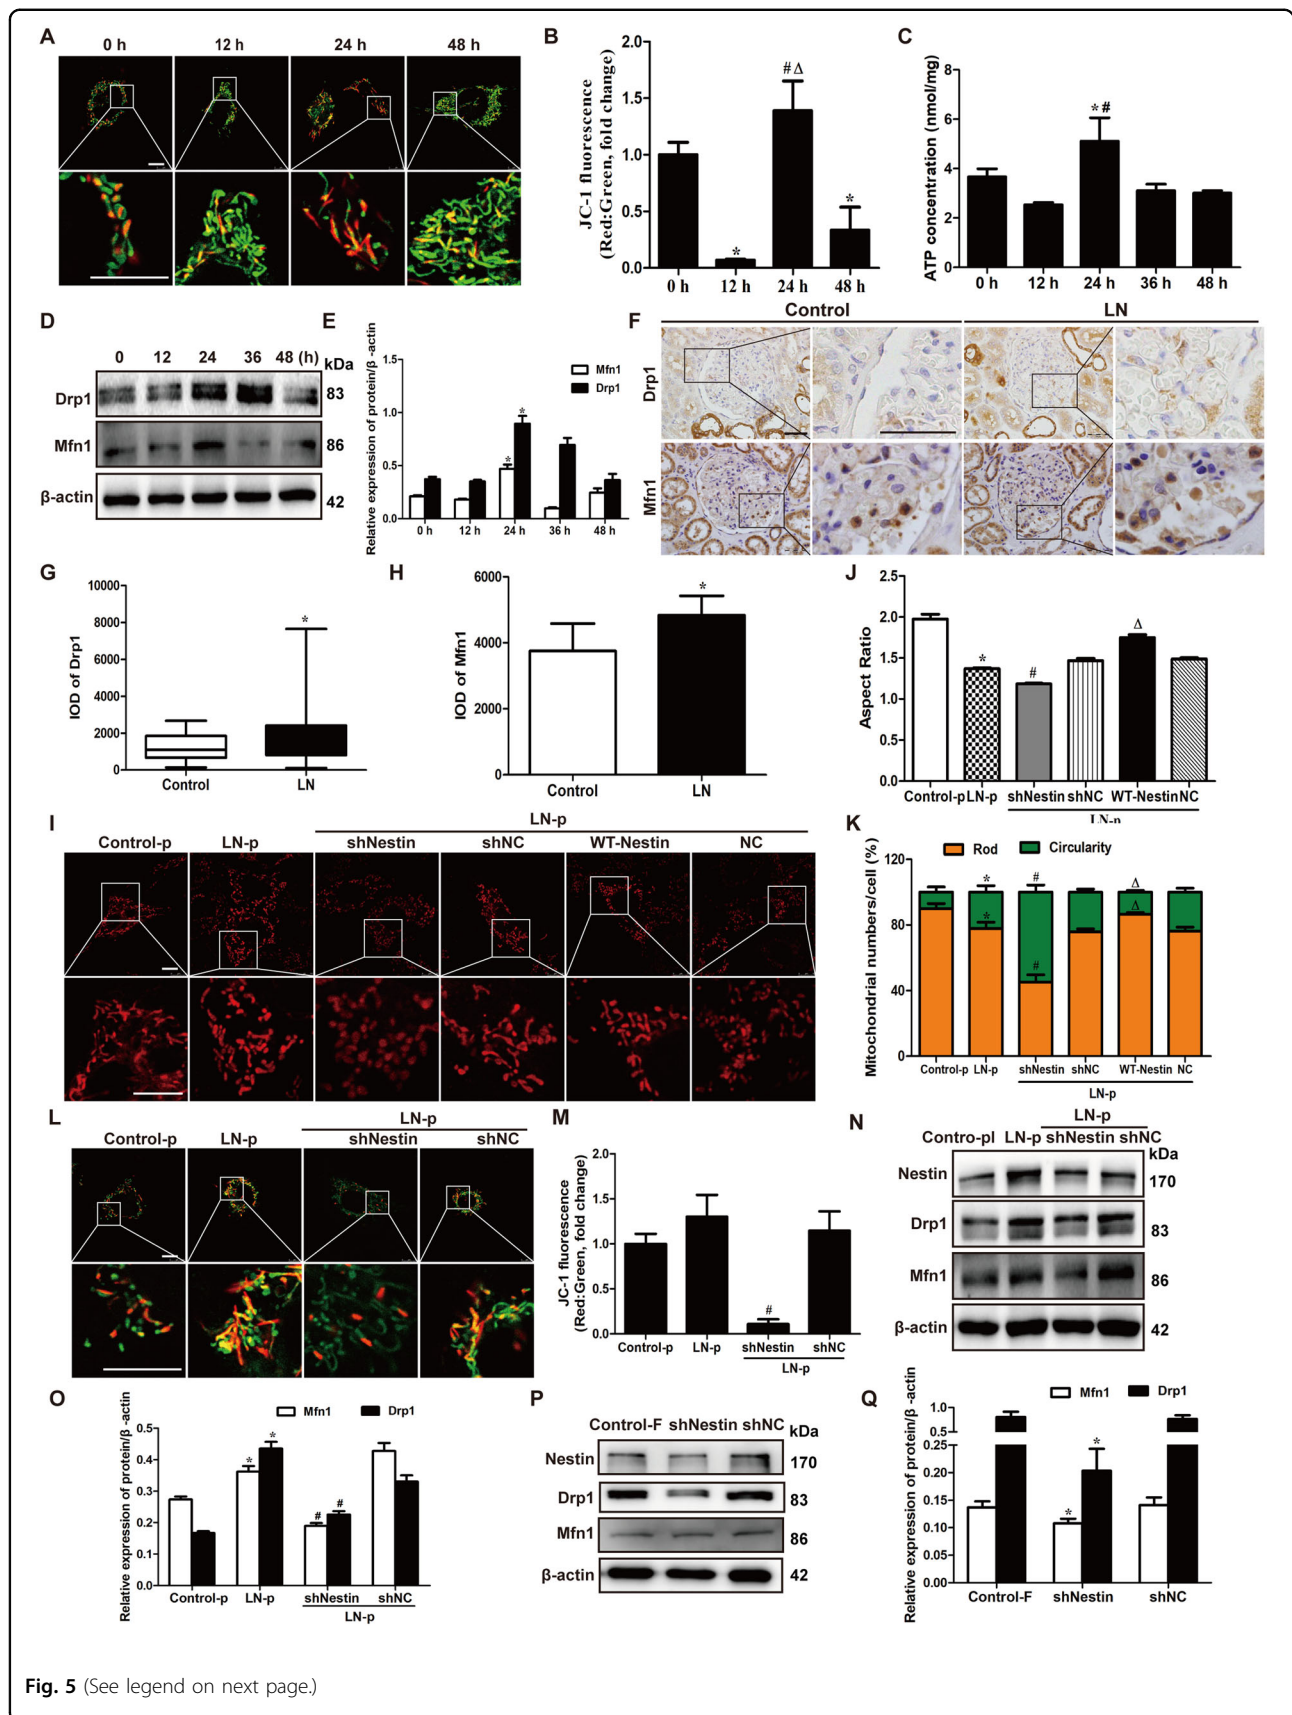 A
0 h 12 h 24 h 48 h
B
JC-1 fluorescence
(Red:Green, fold change)
2.0
1.5
1.0
0.5
0.0
* # Δ *
0 h 12 h 24 h 48 h
C
ATP concentration (nmol/mg)
8
6
4
2
0
* #
0 h 12 h 24 h 36 h 48 h
D
0 12 24 36 48 (h)
kDa
Drp1 83
Mfn1 86
β-actin 42
E
Relative expression of protein/β -actin
1.5
1.0
0.5
0.0
Mfn1
Drp1
* *
0 h 12 h 24 h 36 h 48 h
F
Control LN
Drp1
Mfn1
G
IOD of Drp1
10000
8000
6000
4000
2000
0
*
Control LN
H
IOD of Mfn1
6000
4000
2000
0
*
Control LN
J
Aspect Ratio
2.5
2.0
1.5
1.0
0.5
0.0
* # Δ
Control-p LN-p shNestin shNC WT-Nestin NC
LN-p
I
LN-p
Control-p LN-p shNestin shNC WT-Nestin NC
K
Mitochondrial numbers/cell (%)
Rod Circularity
120
80
40
0
* # Δ
* # Δ
Control-p LN-p shNestin shNC WT-Nestin NC
LN-p
L
LN-p
Control-p LN-p shNestin shNC
M
JC-1 fluorescence
(Red:Green, fold change)
2.0
1.5
1.0
0.5
0.0
#
Control-p LN-p shNestin shNC
LN-p
N
LN-p
Contro-pl LN-p shNestin shNC
kDa
Nestin 170
Drp1 83
Mfn1 86
β-actin 42
O
Relative expression of protein/β -actin
0.5
0.4
0.3
0.2
0.1
0.0
Mfn1 Drp1
* * # #
Control-p LN-p shNestin shNC
LN-p
P
Control-F shNestin shNC kDa
Nestin 170
Drp1 83
Mfn1 86
β-actin 42
Q
Relative expression of protein/β -actin
Mfn1 Drp1
1.0
0.5
0.25
0.20
0.15
0.10
0.05
0.00
* *
Control-F shNestin shNC
Fig. 5 (See legend on next page.)